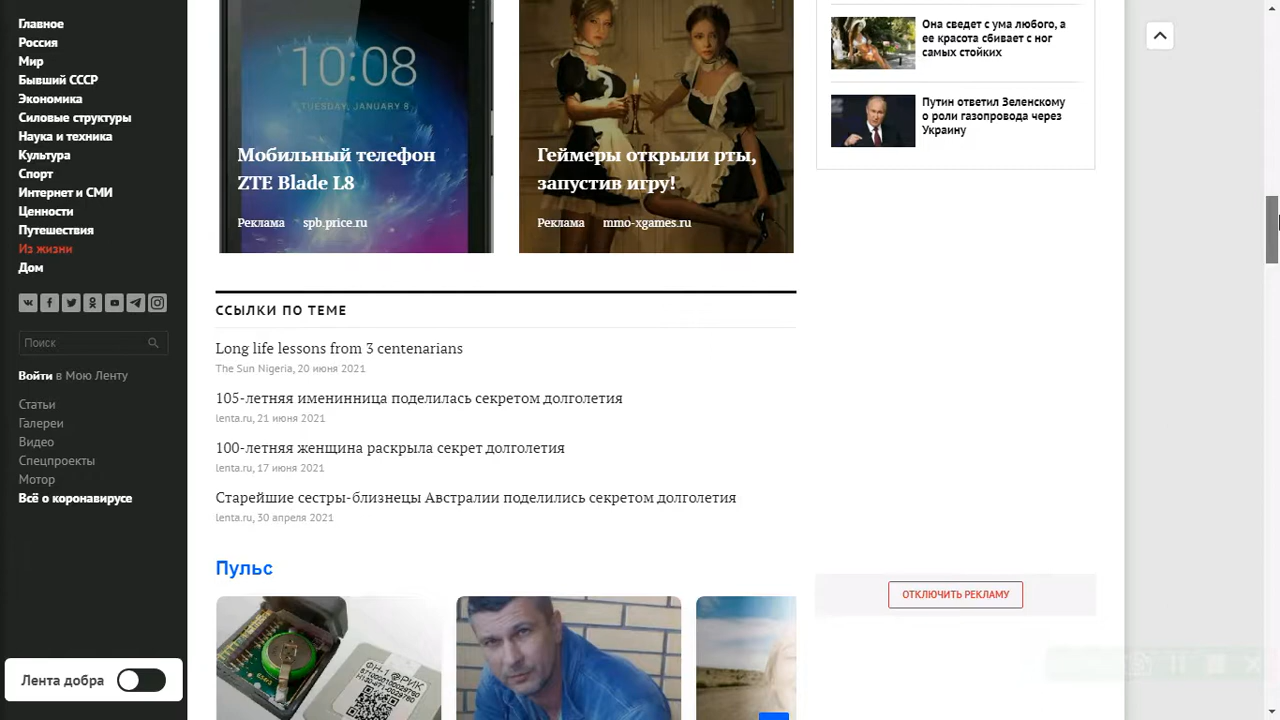 Главное
Россия
Мир
Бывший СССР
Экономика
Силовые структуры
Наука и техника
Культура
Спорт
Интернет и СМИ
Ценности
Путешествия
Из жизни
Дом
Поиск
Войти в Мою Ленту
Статьи
Галереи
Видео
Спецпроекты
Мотор
Всё о коронавирусе
Лента добра
10:08
TUESDAY, JANUARY 8
Мобильный телефон
ZTE Blade L8
Реклама spb.price.ru
Геймеры открыли рты,
запустив игру!
Реклама mmo-xgames.ru
ССЫЛКИ ПО ТЕМЕ
Long life lessons from 3 centenarians
The Sun Nigeria, 20 июня 2021
105-летняя именинница поделилась секретом долголетия
lenta.ru, 21 июня 2021
100-летняя женщина раскрыла секрет долголетия
lenta.ru, 17 июня 2021
Старейшие сестры-близнецы Австралии поделились секретом долголетия
lenta.ru, 30 апреля 2021
Пульс
Она сведет с ума любого, а
ее красота сбивает с ног
самых стойких
Путин ответил Зеленскому
о роли газопровода через
Украину
ОТКЛЮЧИТЬ РЕКЛАМУ